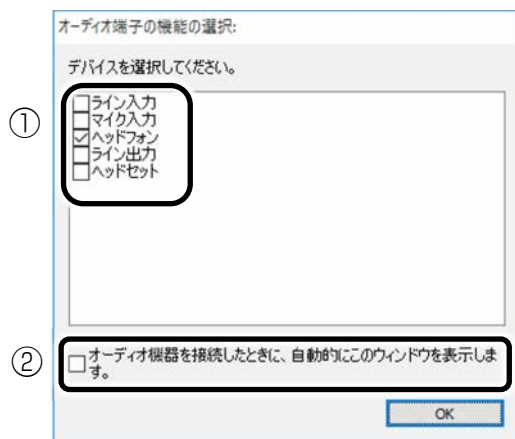 オーディオ端子の機能の選択:
デバイスを選択してください。
①
ライン入力
マイク入力
ヘッドフォン
ライン出力
ヘッドセット
②
オーディオ機器を接続したときに、自動的にこのウィンドウを表示しま
す。
OK